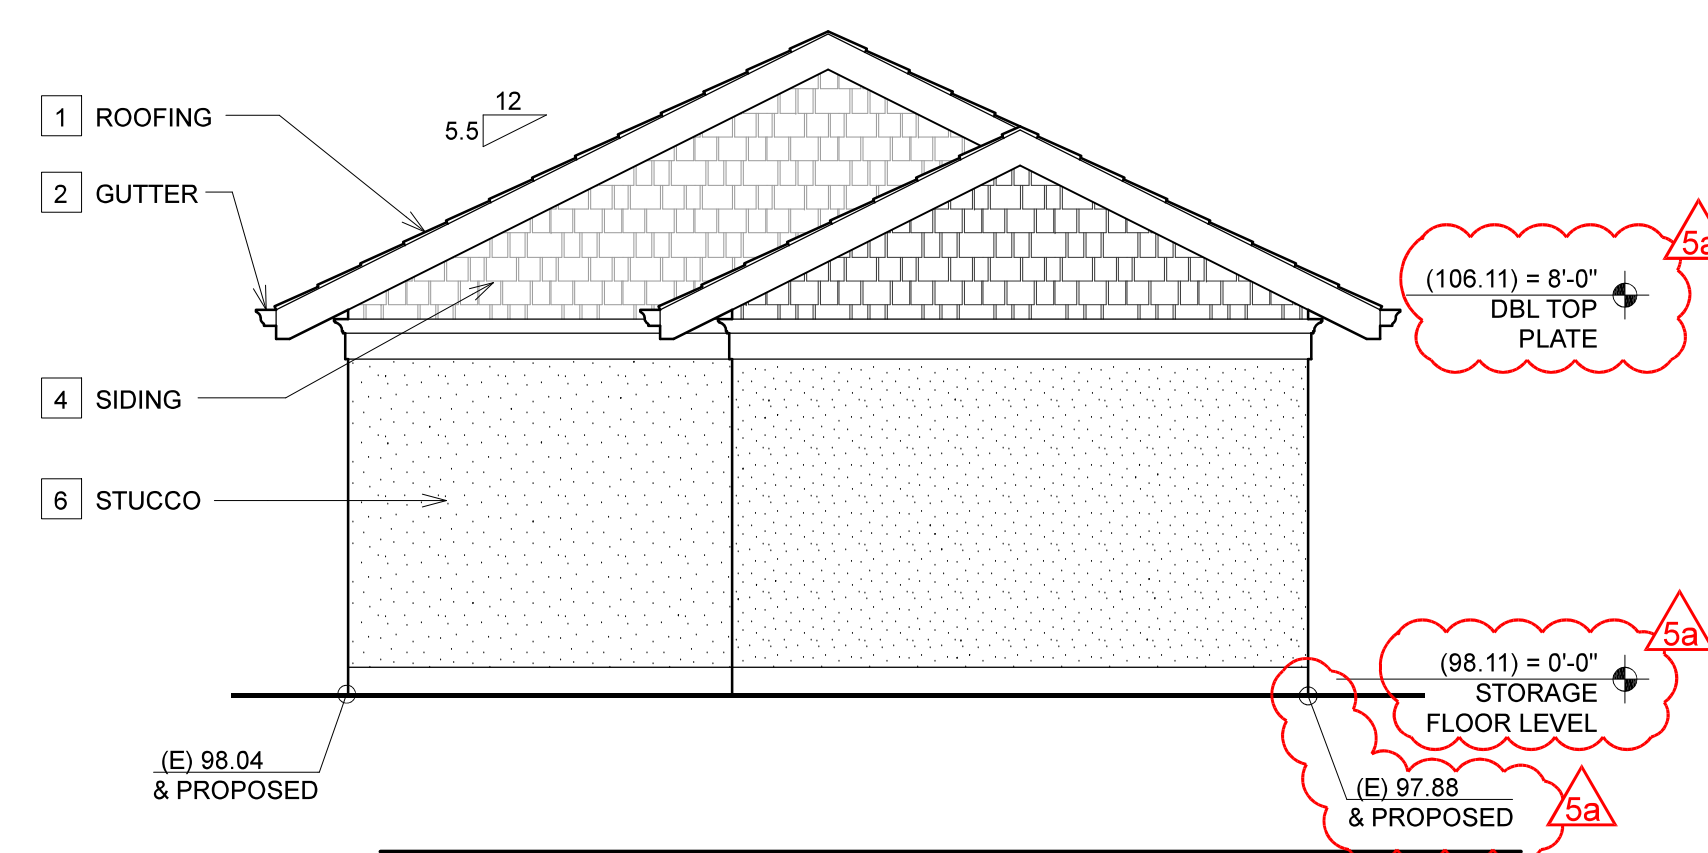 12
5.5
1 ROOFING
2 GUTTER
4 SIDING
6 STUCCO
5a
(106.11) = 8'-0"
DBL TOP
PLATE
5a
(98.11) = 0'-0"
STORAGE
FLOOR LEVEL
(E) 98.04
& PROPOSED
(E) 97.88
& PROPOSED
5a